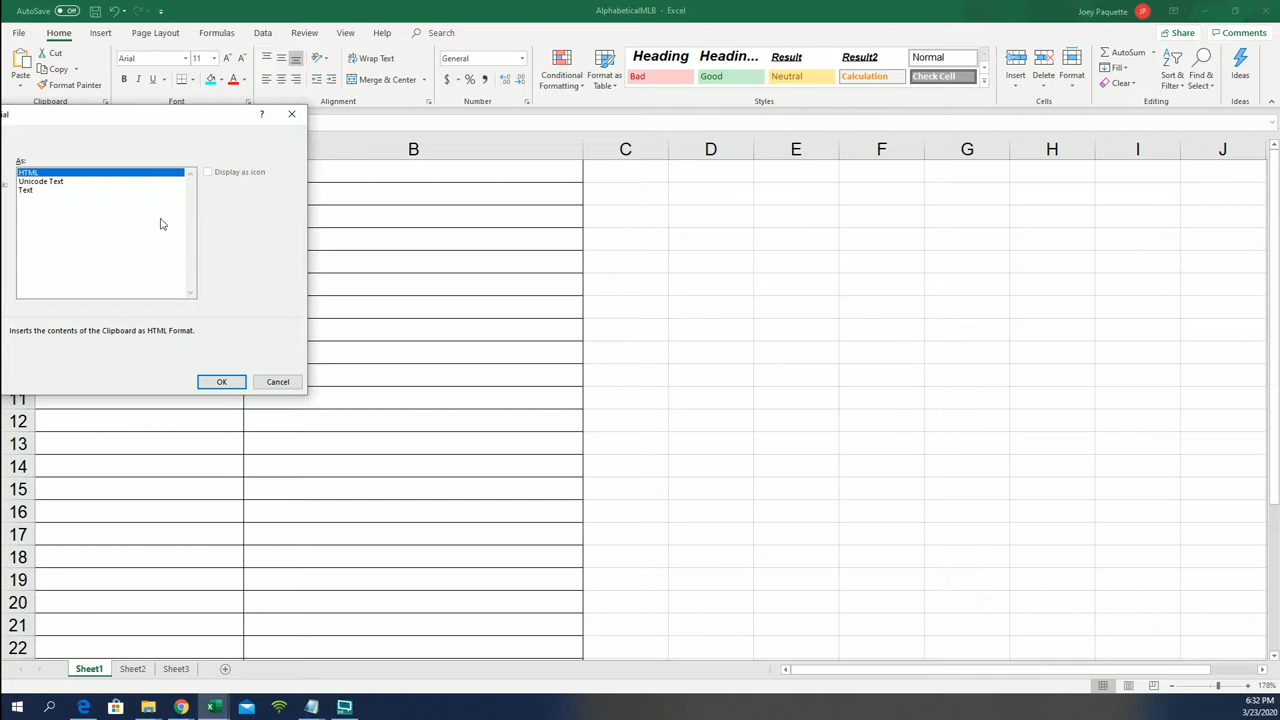 AutoSave Off
AlphabeticalMLB - Excel
Joey Paquette JP
File Home Insert Page Layout Formulas Data Review View Help Search
Share Comments
Paste
Cut
Copy
Format Painter
Clipboard
Arial 11
B I U A
Font
Wrap Text
Merge & Center
Alignment
General
$ % ,
Number
Conditional Formatting
Format as Table
Heading Headin... Result Result2 Normal
Bad Good Neutral Calculation Check Cell
Styles
Insert Delete Format
Cells
AutoSum
Fill
Clear
Sort & Filter
Find & Select
Editing
Ideas
Ideas
ial ?
As:
HTML
Unicode Text
Text
Display as icon
Inserts the contents of the Clipboard as HTML Format.
OK Cancel
B C D E F G H I J
11
12
13
14
15
16
17
18
19
20
21
22
Sheet1 Sheet2 Sheet3
178%
6:32 PM
3/23/2020